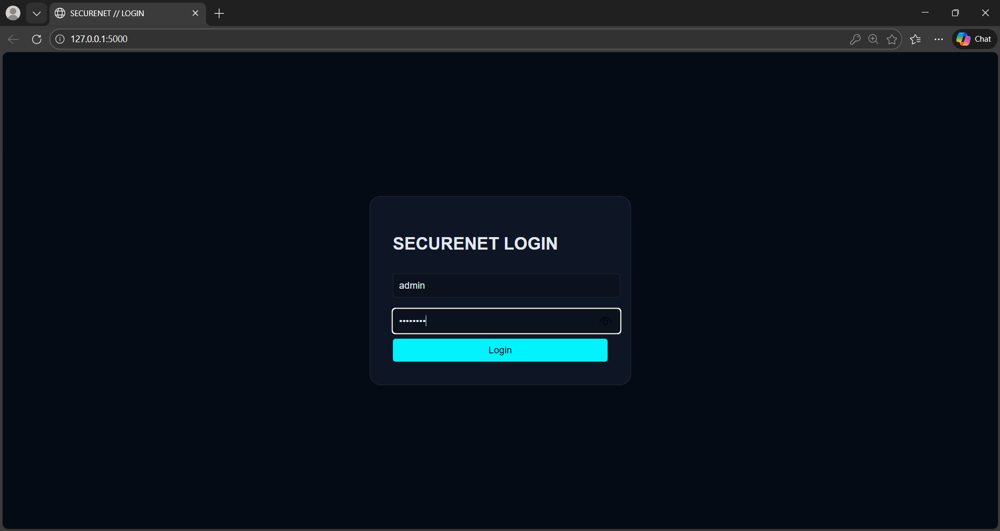 SECURENET // LOGIN
127.0.0.1:5000
Chat
SECURENET LOGIN
admin
••••••••
Login